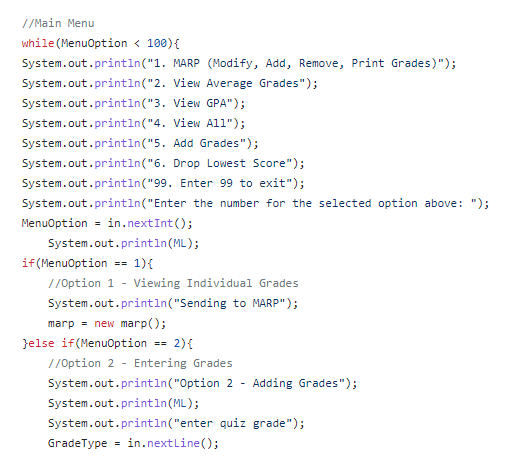 //Main Menu
while(MenuOption < 100){
System.out.println("1. MARP (Modify, Add, Remove, Print Grades)");
System.out.println("2. View Average Grades");
System.out.println("3. View GPA");
System.out.println("4. View All");
System.out.println("5. Add Grades");
System.out.println("6. Drop Lowest Score");
System.out.println("99. Enter 99 to exit");
System.out.println("Enter the number for the selected option above: ");
MenuOption = in.nextInt();
    System.out.println(ML);
if(MenuOption == 1){
    //Option 1 - Viewing Individual Grades
    System.out.println("Sending to MARP");
    marp = new marp();
}else if(MenuOption == 2){
    //Option 2 - Entering Grades
    System.out.println("Option 2 - Adding Grades");
    System.out.println(ML);
    System.out.println("enter quiz grade");
    GradeType = in.nextLine();